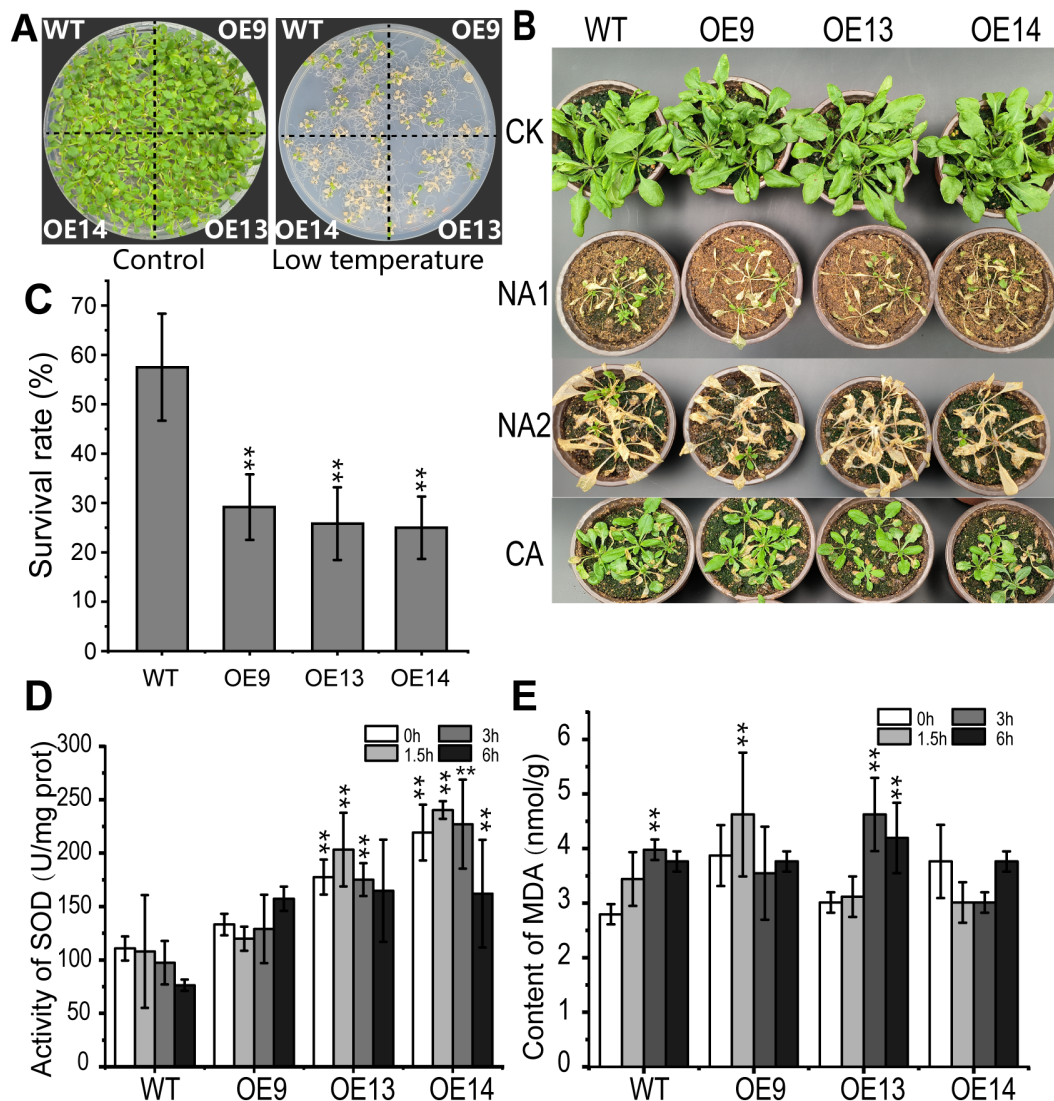 A
WT
OE9
WT
OE9
OE14
OE13
OE14
OE13
Control
Low temperature
B
WT
OE9
OE13
OE14
CK
NA1
NA2
CA
C
Survival rate (%)
70
60
50
40
30
20
10
0
**
**
**
WT
OE9
OE13
OE14
D
Activity of SOD (U/mg prot)
300
250
200
150
100
50
0
0h
3h
1.5h
6h
**
**
**
**
**
**
**
WT
OE9
OE13
OE14
E
Content of MDA (nmol/g)
6
5
4
3
2
1
0
0h
3h
1.5h
6h
**
**
**
**
WT
OE9
OE13
OE14